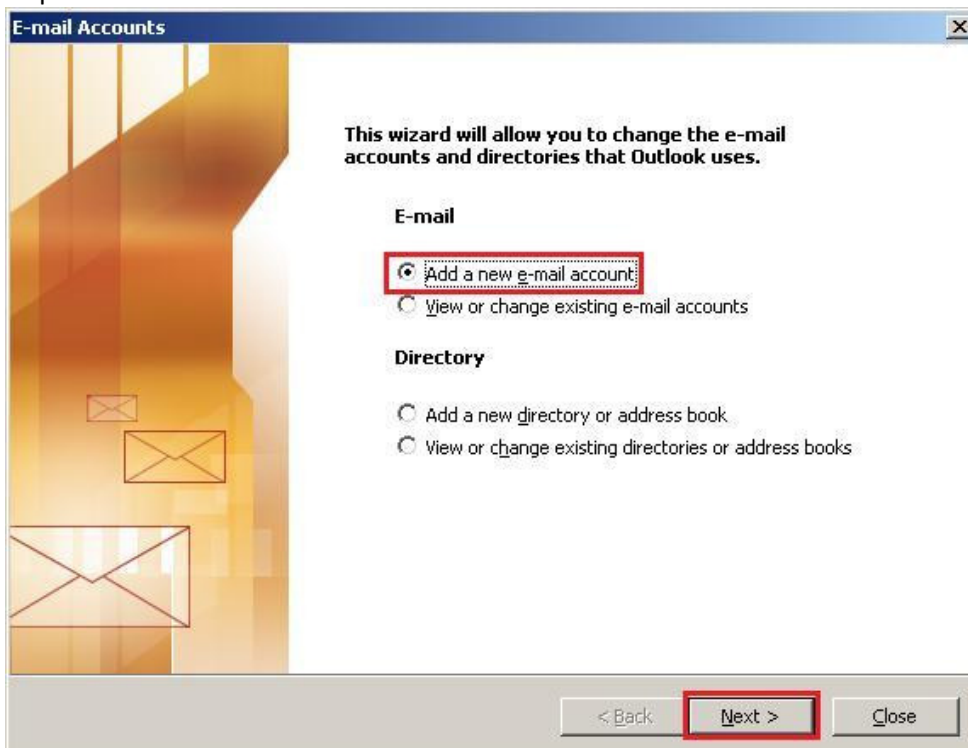 E-mail Accounts
This wizard will allow you to change the e-mail
accounts and directories that Outlook uses.
E-mail
Add a new e-mail account
View or change existing e-mail accounts
Directory
Add a new directory or address book
View or change existing directories or address books
< Back Next > Close